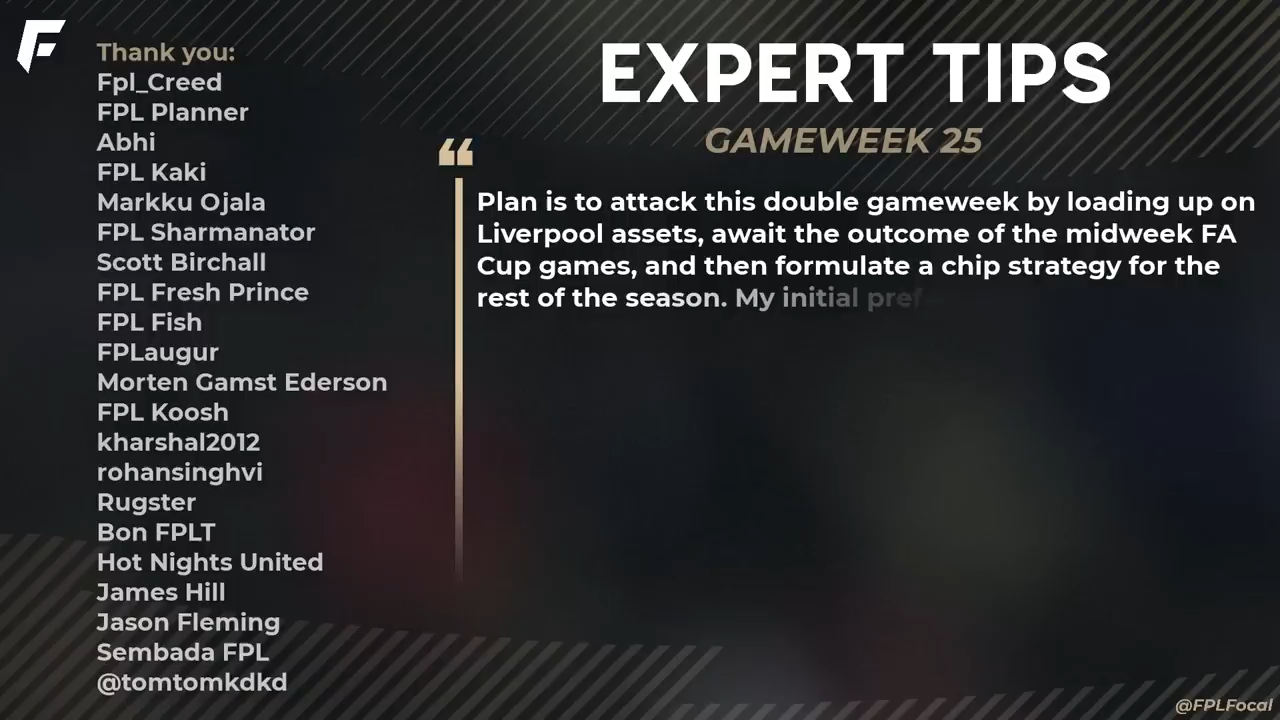 Thank you:
Fpl_Creed
FPL Planner
Abhi
FPL Kaki
Markku Ojala
FPL Sharmanator
Scott Birchall
FPL Fresh Prince
FPL Fish
FPLaugur
Morten Gamst Ederson
FPL Koosh
kharshal2012
rohansinghvi
Rugster
Bon FPLT
Hot Nights United
James Hill
Jason Fleming
Sembada FPL
@tomtomkdkd
EXPERT TIPS
GAMEWEEK 25
❝
Plan is to attack this double gameweek by loading up on
Liverpool assets, await the outcome of the midweek FA
Cup games, and then formulate a chip strategy for the
rest of the season. My initial pref
@FPLFocal